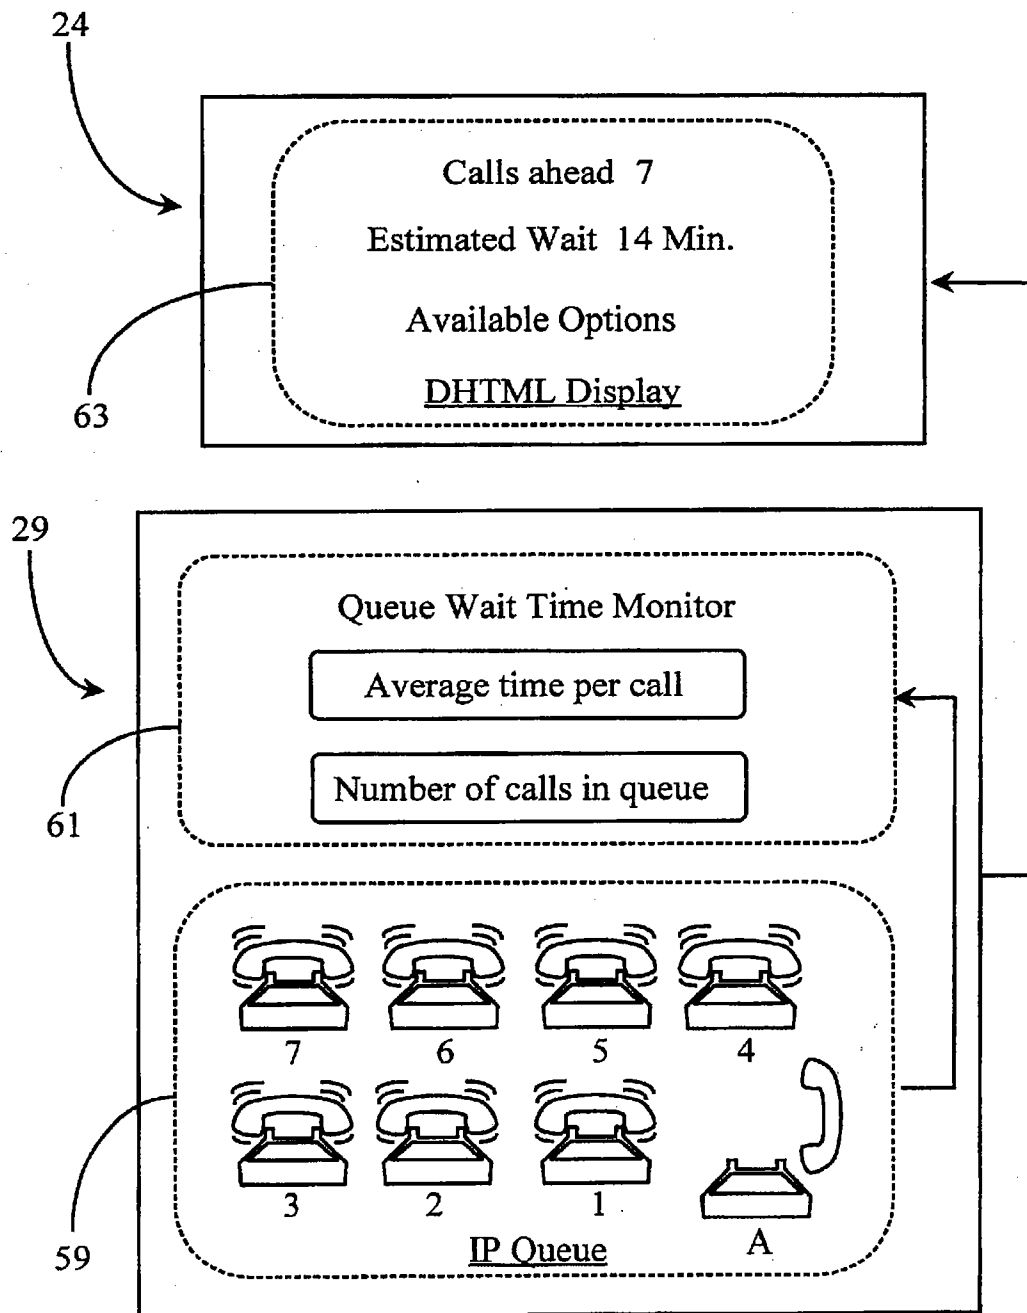 24
Calls ahead 7
Estimated Wait 14 Min.
Available Options
DHTML Display
63
29
Queue Wait Time Monitor
Average time per call
Number of calls in queue
61
7 6 5 4
3 2 1 A
IP Queue
59